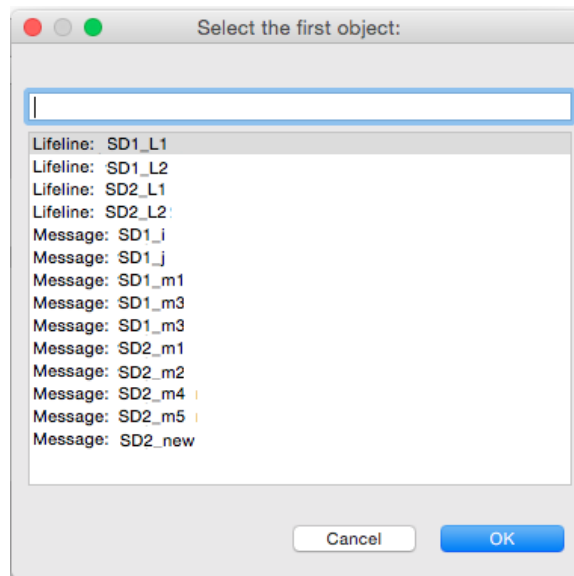 Select the first object:
Lifeline: SD1_L1
Lifeline: SD1_L2
Lifeline: SD2_L1
Lifeline: SD2_L2
Message: SD1_i
Message: SD1_j
Message: SD1_m1
Message: SD1_m3
Message: SD1_m3
Message: SD2_m1
Message: SD2_m2
Message: SD2_m4
Message: SD2_m5
Message: SD2_new
Cancel OK